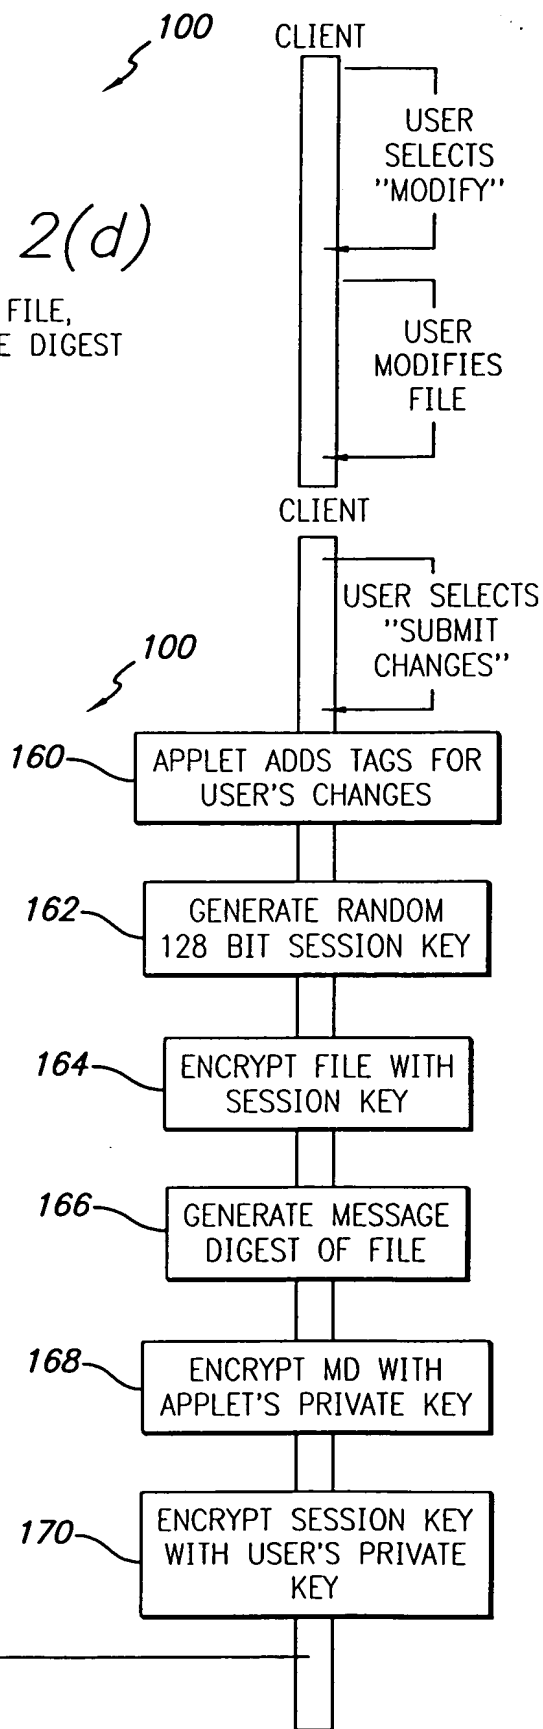 100
CLIENT
USER
SELECTS
"MODIFY"
2(d)
FILE,
E DIGEST
USER
MODIFIES
FILE
CLIENT
USER SELECTS
"SUBMIT
CHANGES"
100
160
APPLET ADDS TAGS FOR
USER'S CHANGES
162
GENERATE RANDOM
128 BIT SESSION KEY
164
ENCRYPT FILE WITH
SESSION KEY
166
GENERATE MESSAGE
DIGEST OF FILE
168
ENCRYPT MD WITH
APPLET'S PRIVATE KEY
170
ENCRYPT SESSION KEY
WITH USER'S PRIVATE
KEY